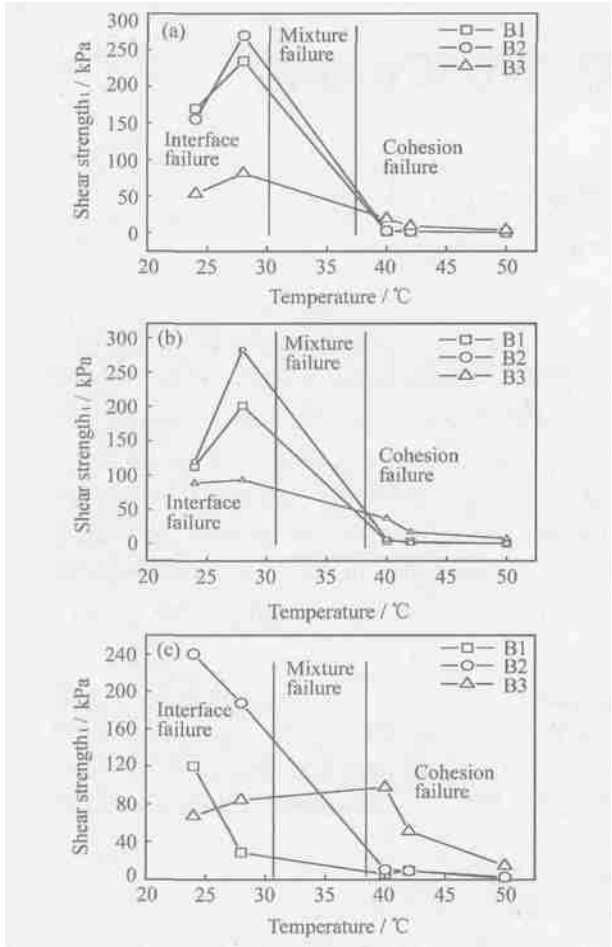 (a)
Mixture
failure
B1
B2
B3
Interface
failure
Cohesion
failure
300
250
200
150
100
50
0
Shear strength / kPa
20 25 30 35 40 45 50
Temperature / ℃
(b)
Mixture
failure
B1
B2
B3
Cohesion
failure
Interface
failure
300
250
200
150
100
50
0
Shear strength / kPa
20 25 30 35 40 45 50
Temperature / ℃
(c)
Mixture
failure
B1
B2
B3
Interface
failure
Cohesion
failure
240
200
160
120
80
40
0
Shear strength / kPa
20 25 30 35 40 45 50
Temperature / ℃